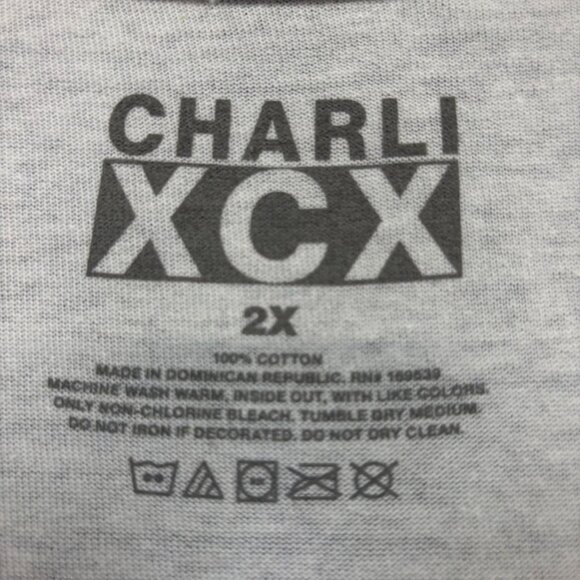 CHARLI
XCX
2X
100% COTTON
MADE IN DOMINICAN REPUBLIC. RN# 169539
MACHINE WASH WARM, INSIDE OUT, WITH LIKE COLORS.
ONLY NON-CHLORINE BLEACH. TUMBLE DRY MEDIUM.
DO NOT IRON IF DECORATED. DO NOT DRY CLEAN.